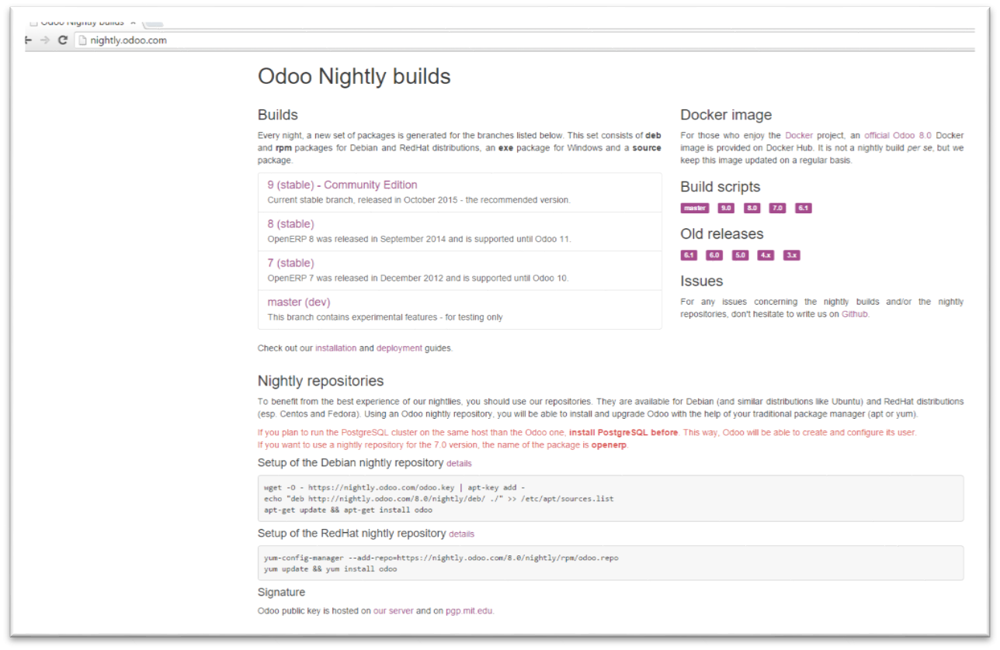 Odoo Nightly builds ×
nightly.odoo.com
Odoo Nightly builds
Builds
Every night, a new set of packages is generated for the branches listed below. This set consists of deb
and rpm packages for Debian and RedHat distributions, an exe package for Windows and a source
package.
9 (stable) - Community Edition
Current stable branch, released in October 2015 - the recommended version.
8 (stable)
OpenERP 8 was released in September 2014 and is supported until Odoo 11.
7 (stable)
OpenERP 7 was released in December 2012 and is supported until Odoo 10.
master (dev)
This branch contains experimental features - for testing only
Check out our installation and deployment guides.
Docker image
For those who enjoy the Docker project, an official Odoo 8.0 Docker
image is provided on Docker Hub. It is not a nightly build per se, but we
keep this image updated on a regular basis.
Build scripts
master 9.0 8.0 7.0 6.1
Old releases
6.1 6.0 5.0 4.x 3.x
Issues
For any issues concerning the nightly builds and/or the nightly
repositories, don't hesitate to write us on Github.
Nightly repositories
To benefit from the best experience of our nightlies, you should use our repositories. They are available for Debian (and similar distributions like Ubuntu) and RedHat distributions
(esp. Centos and Fedora). Using an Odoo nightly repository, you will be able to install and upgrade Odoo with the help of your traditional package manager (apt or yum).
If you plan to run the PostgreSQL cluster on the same host than the Odoo one, install PostgreSQL before. This way, Odoo will be able to create and configure its user.
If you want to use a nightly repository for the 7.0 version, the name of the package is openerp.
Setup of the Debian nightly repository details
wget -O - https://nightly.odoo.com/odoo.key | apt-key add -
echo "deb http://nightly.odoo.com/8.0/nightly/deb/ ./" >> /etc/apt/sources.list
apt-get update && apt-get install odoo
Setup of the RedHat nightly repository details
yum-config-manager --add-repo=https://nightly.odoo.com/8.0/nightly/rpm/odoo.repo
yum update && yum install odoo
Signature
Odoo public key is hosted on our server and on pgp.mit.edu.